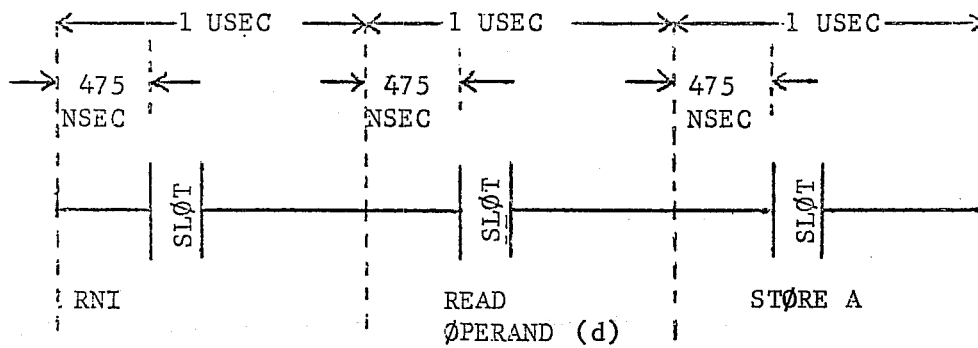 1 USEC 1 USEC 1 USEC
475 475 475
NSEC NSEC NSEC
SLØT SLØT SLØT
RNI READ STØRE A
ØPERAND (d)